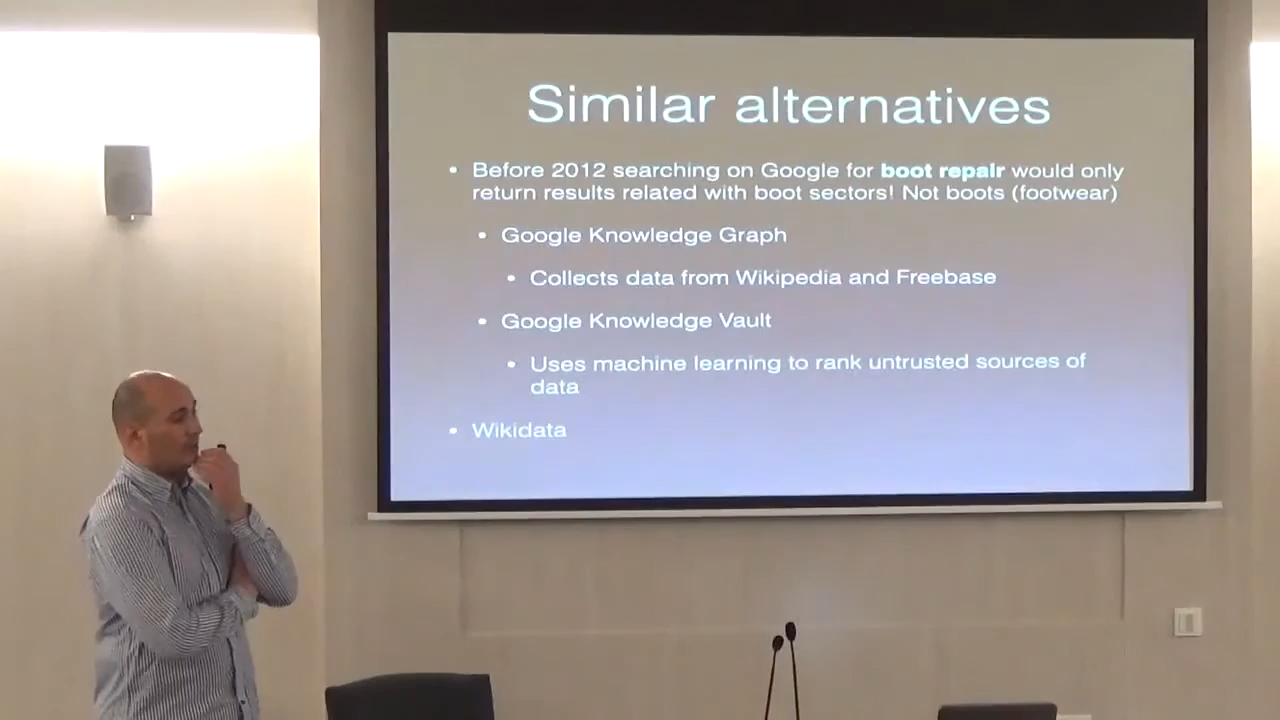 Similar alternatives
• Before 2012 searching on Google for boot repair would only
return results related with boot sectors! Not boots (footwear)
• Google Knowledge Graph
• Collects data from Wikipedia and Freebase
• Google Knowledge Vault
• Uses machine learning to rank untrusted sources of
data
• Wikidata